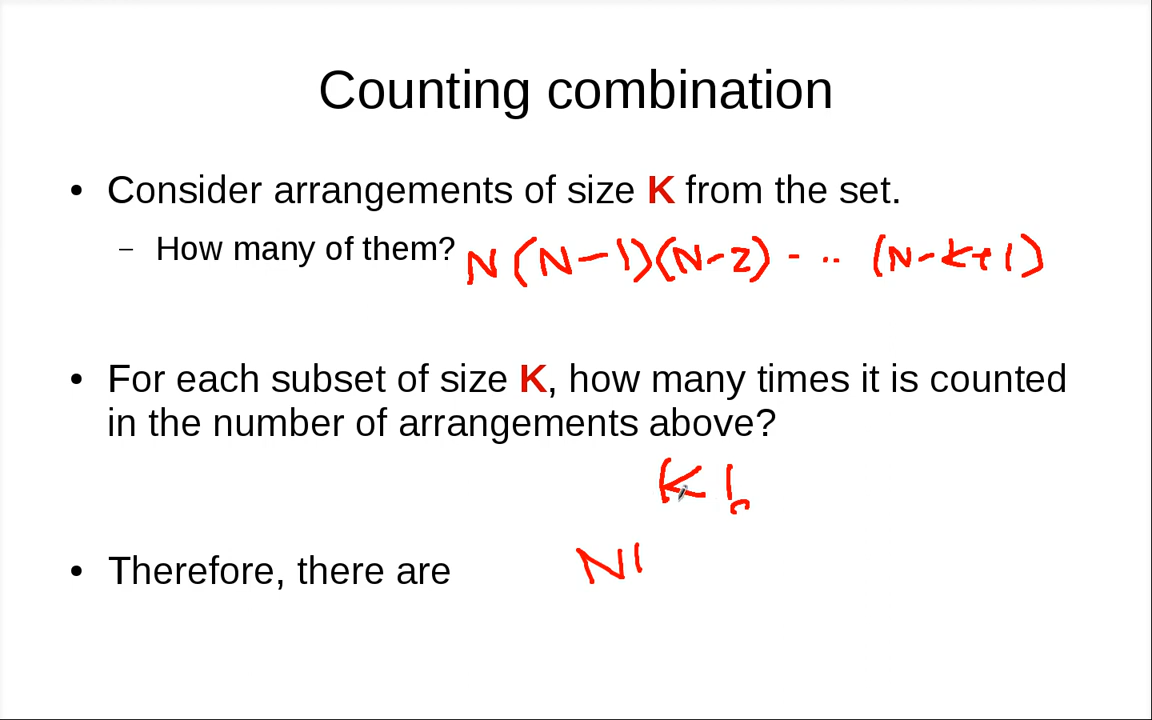 Counting combination
• Consider arrangements of size K from the set.
– How many of them? N(N-1)(N-2) - .. (N-k+1)
• For each subset of size K, how many times it is counted
in the number of arrangements above?
K!
• Therefore, there are N